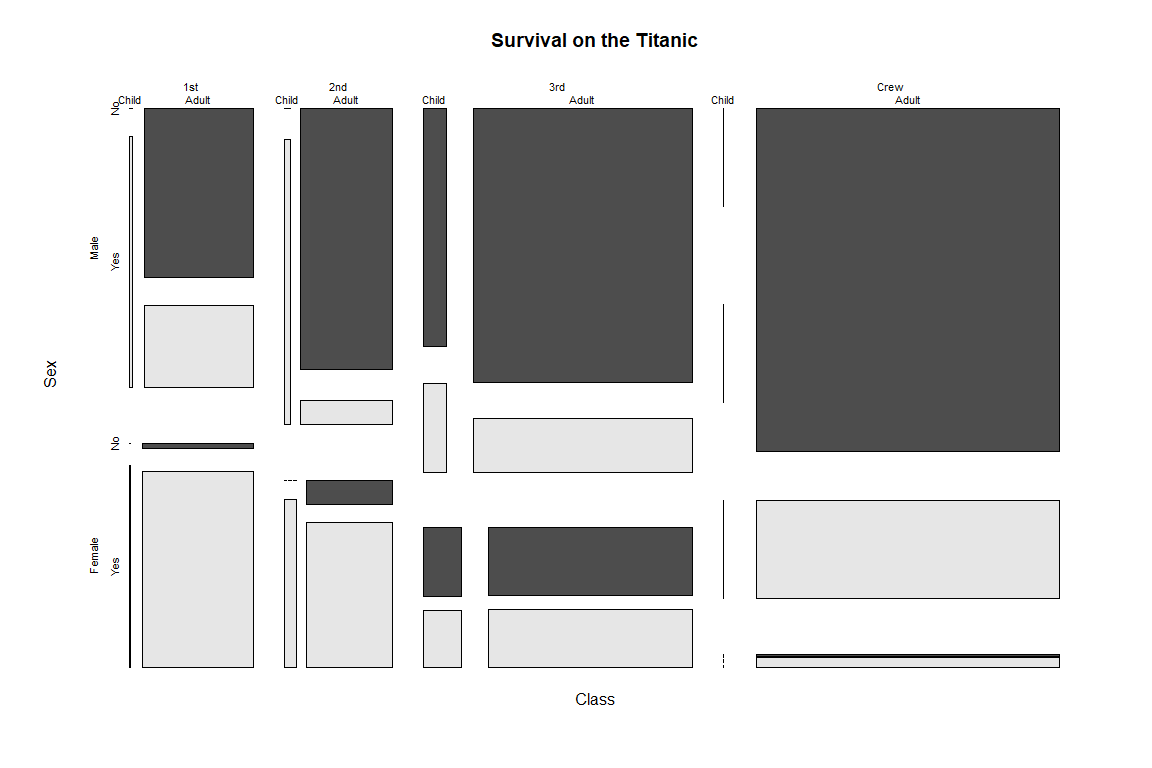 Survival on the Titanic
1st 2nd 3rd Crew
Child Adult Child Adult Child Adult Child Adult
No
Male
Yes
Sex
No
Female
Yes
Class